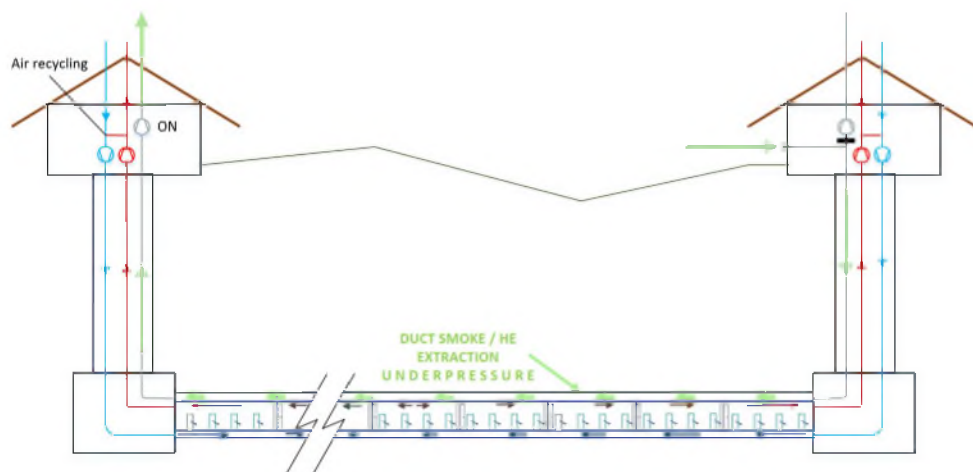 Air recycling
ON
DUCT SMOKE / HE
EXTRACTION
UNDERPRESSURE